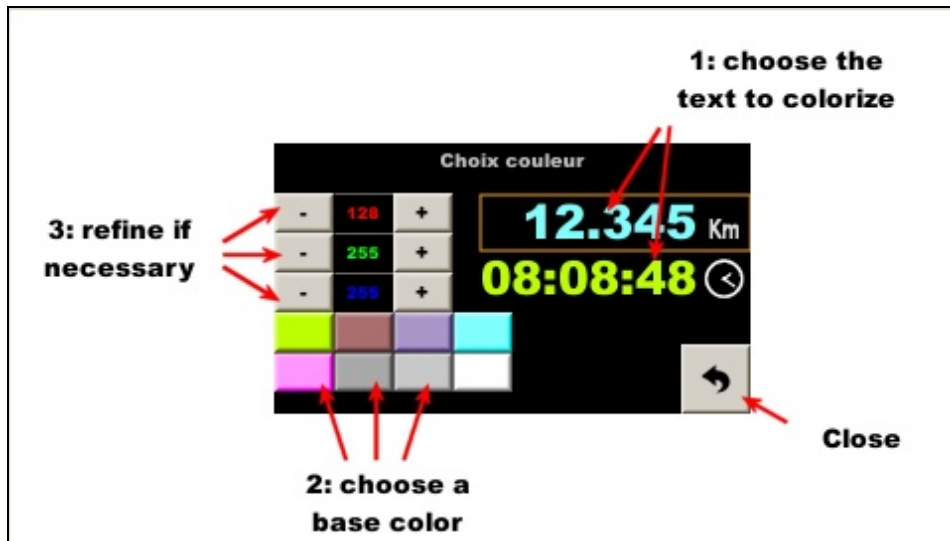 1: choose the
text to colorize
Choix couleur
- 128 +
12.345 Km
3: refine if
necessary
- 255 +
08:08:48
- 255 +
Close
2: choose a
base color